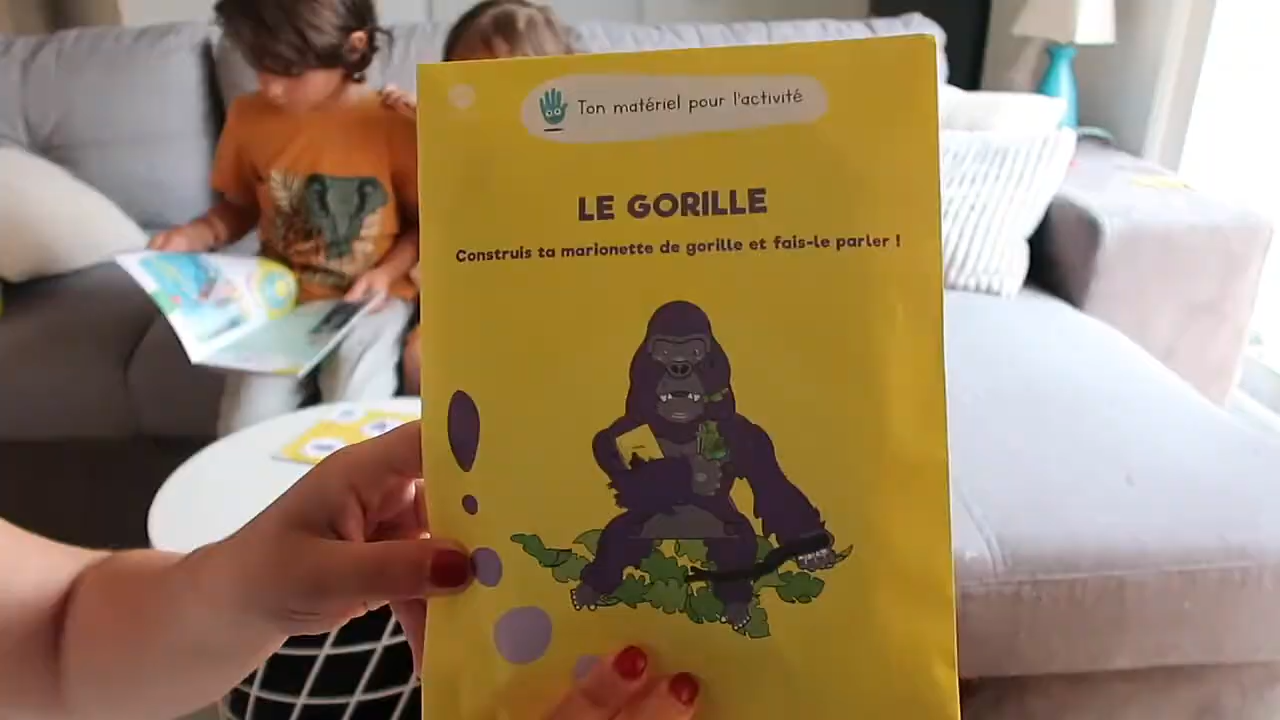 Ton matériel pour l'activité
LE GORILLE
Construis ta marionette de gorille et fais-le parler !